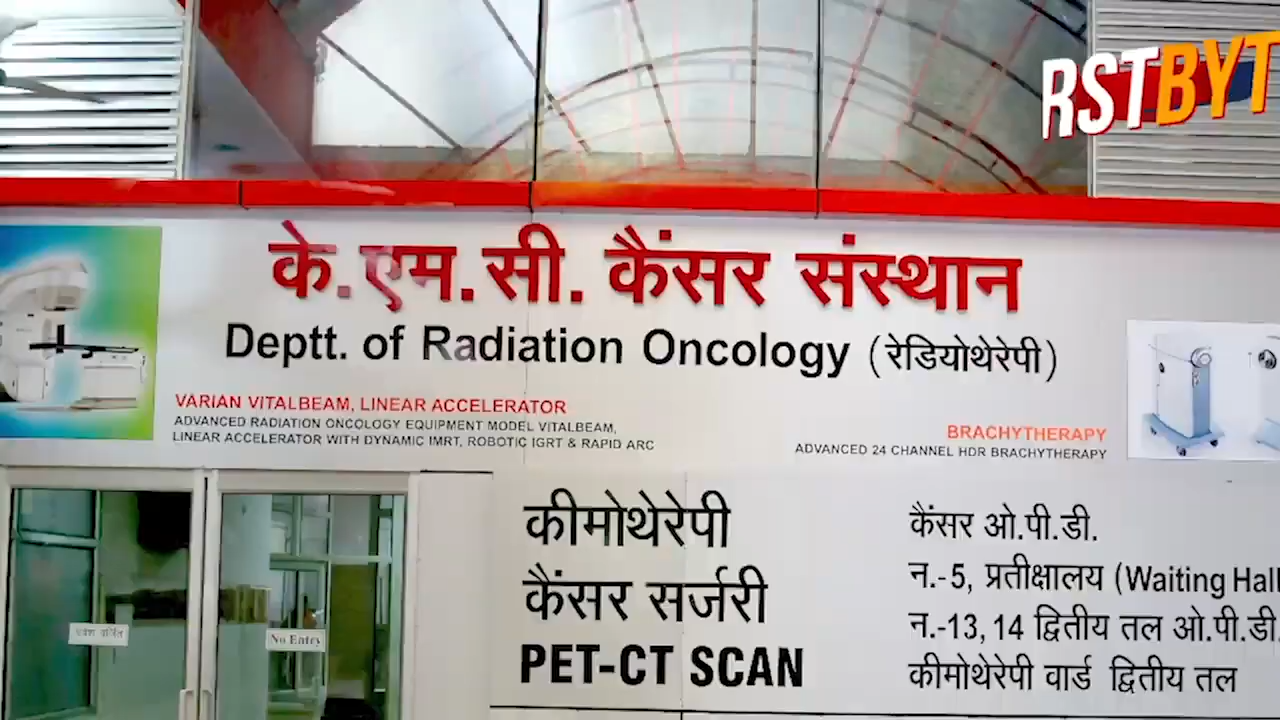 RSTBYT
के.एम.सी. कैंसर संस्थान
Deptt. of Radiation Oncology (रेडियोथेरेपी)
VARIAN VITALBEAM, LINEAR ACCELERATOR
ADVANCED RADIATION ONCOLOGY EQUIPMENT MODEL VITALBEAM,
LINEAR ACCELERATOR WITH DYNAMIC IMRT, ROBOTIC IGRT & RAPID ARC
BRACHYTHERAPY
ADVANCED 24 CHANNEL HDR BRACHYTHERAPY
कीमोथेरेपी
कैंसर सर्जरी
PET-CT SCAN
कैंसर ओ.पी.डी.
न.-5, प्रतीक्षालय (Waiting Hall
न.-13, 14 द्वितीय तल ओ.पी.डी.
कीमोथेरेपी वार्ड द्वितीय तल
No Entry